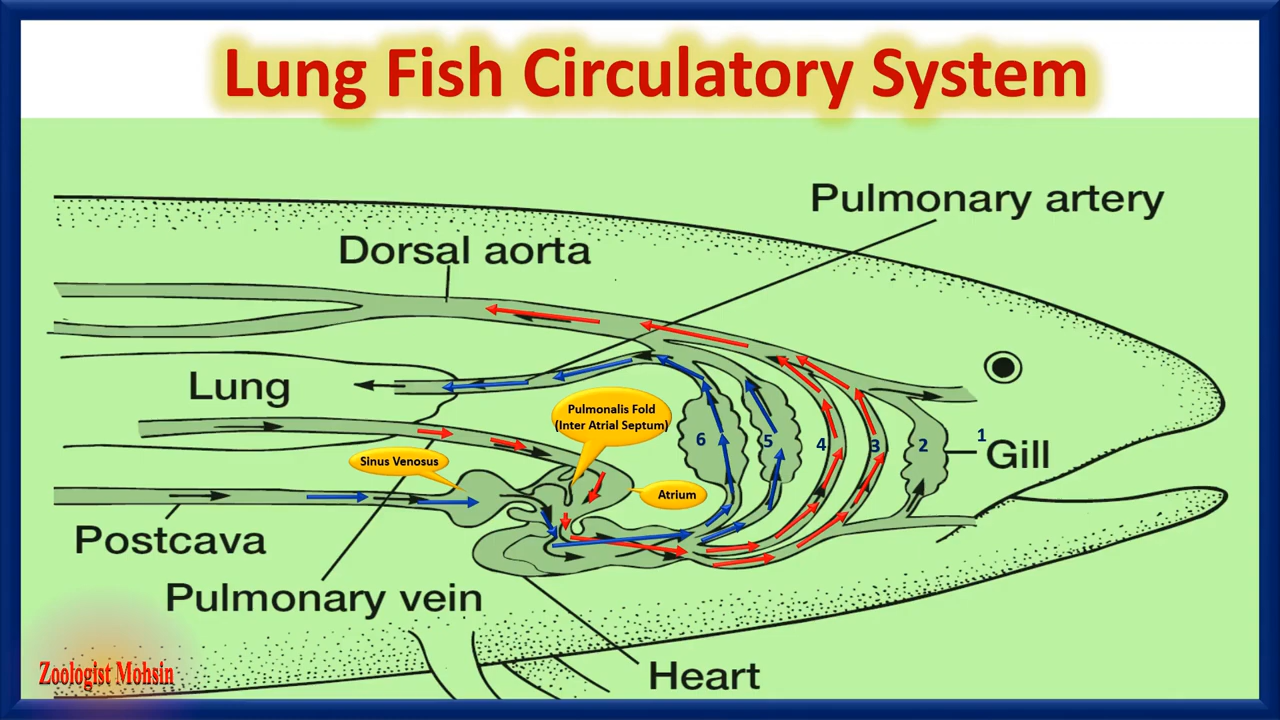 Lung Fish Circulatory System
Pulmonary artery
Dorsal aorta
Lung
Pulmonalis Fold
(Inter Atrial Septum)
6
5
4
3
2
1
Gill
Sinus Venosus
Atrium
Postcava
Pulmonary vein
Heart
Zoologist Mohsin